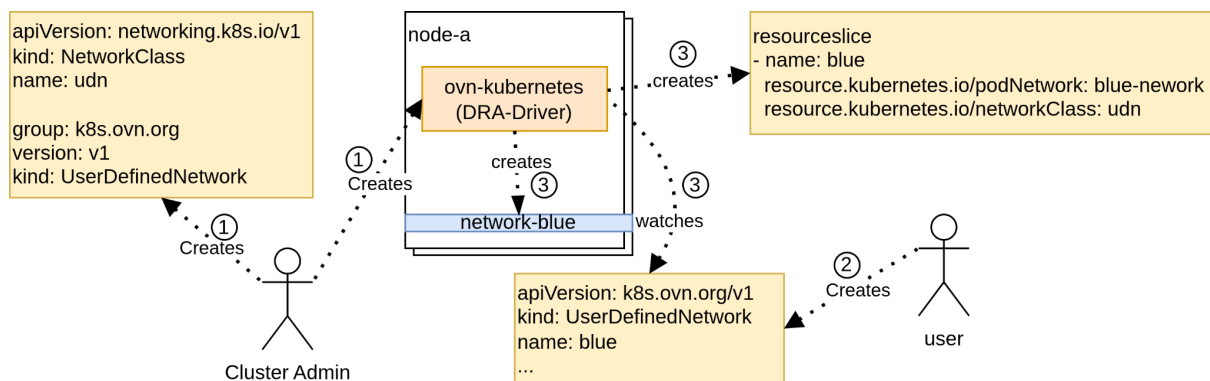 apiVersion: networking.k8s.io/v1
kind: NetworkClass
name: udn
group: k8s.ovn.org
version: v1
kind: UserDefinedNetwork
1
Creates
Cluster Admin
1
Creates
node-a
ovn-kubernetes
(DRA-Driver)
creates
3
network-blue
3
creates
resourceslice
- name: blue
resource.kubernetes.io/podNetwork: blue-nework
resource.kubernetes.io/networkClass: udn
3
watches
apiVersion: k8s.ovn.org/v1
kind: UserDefinedNetwork
name: blue
...
2
Creates
user